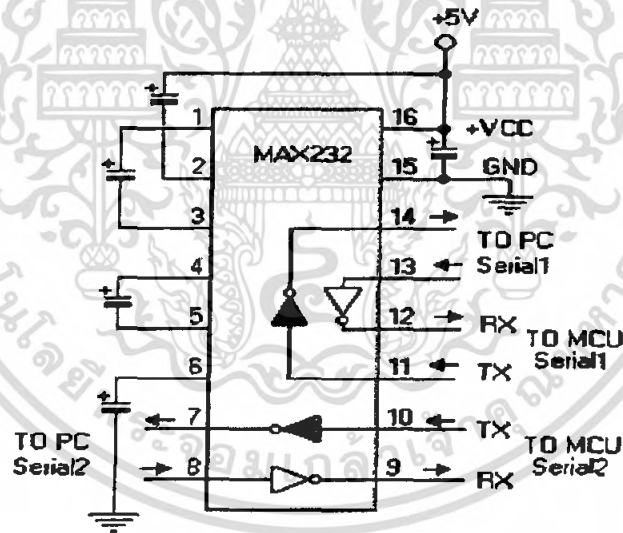 +5V
1
16
+VCC
MAX232
2
15
GND
3
14
TO PC
Serial1
4
13
5
12
RX
TO MCU
Serial1
6
11
TX
7
10
TX
TO PC
Serial2
TO MCU
Serial2
8
9
RX